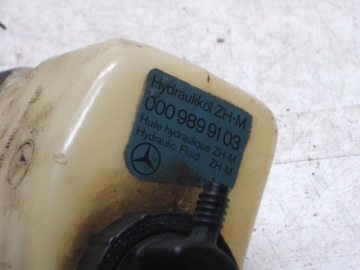 Hydrauliköl ZH-M
000 989 91 03
Huile hydraulique ZH-M
Hydraulic Fluid ZH-M